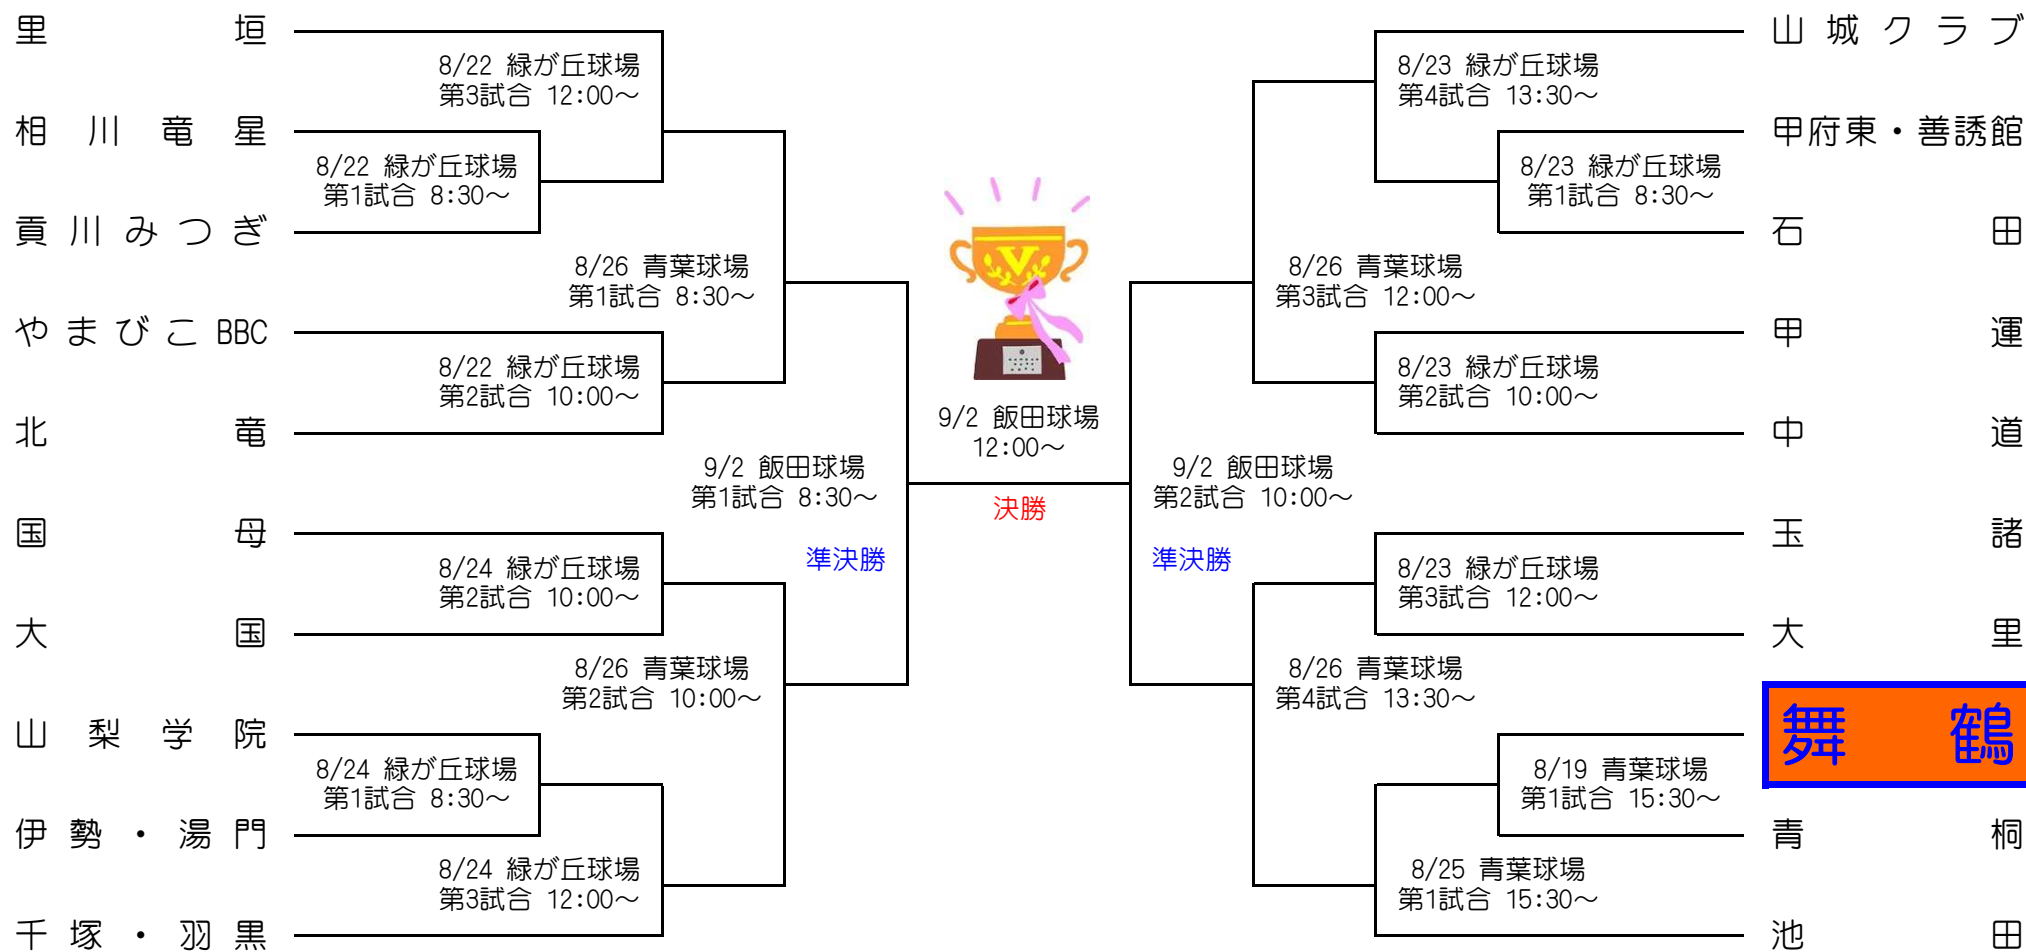 里垣
山城クラブ
8/22 緑が丘球場
第3試合 12:00～
8/23 緑が丘球場
第4試合 13:30～
相川竜星
甲府東・善誘館
8/22 緑が丘球場
第1試合 8:30～
8/23 緑が丘球場
第1試合 8:30～
貢川みつぎ
石田
8/26 青葉球場
第1試合 8:30～
V
8/26 青葉球場
第3試合 12:00～
やまびこBBC
甲運
8/22 緑が丘球場
第2試合 10:00～
8/23 緑が丘球場
第2試合 10:00～
9/2 飯田球場
12:00～
北竜
中道
9/2 飯田球場
第1試合 8:30～
9/2 飯田球場
第2試合 10:00～
決勝
国母
玉諸
準決勝
準決勝
8/24 緑が丘球場
第2試合 10:00～
8/23 緑が丘球場
第3試合 12:00～
大国
大里
8/26 青葉球場
第2試合 10:00～
8/26 青葉球場
第4試合 13:30～
山梨学院
舞鶴
8/24 緑が丘球場
第1試合 8:30～
8/19 青葉球場
第1試合 15:30～
伊勢・湯門
青桐
8/24 緑が丘球場
第3試合 12:00～
8/25 青葉球場
第1試合 15:30～
千塚・羽黒
池田